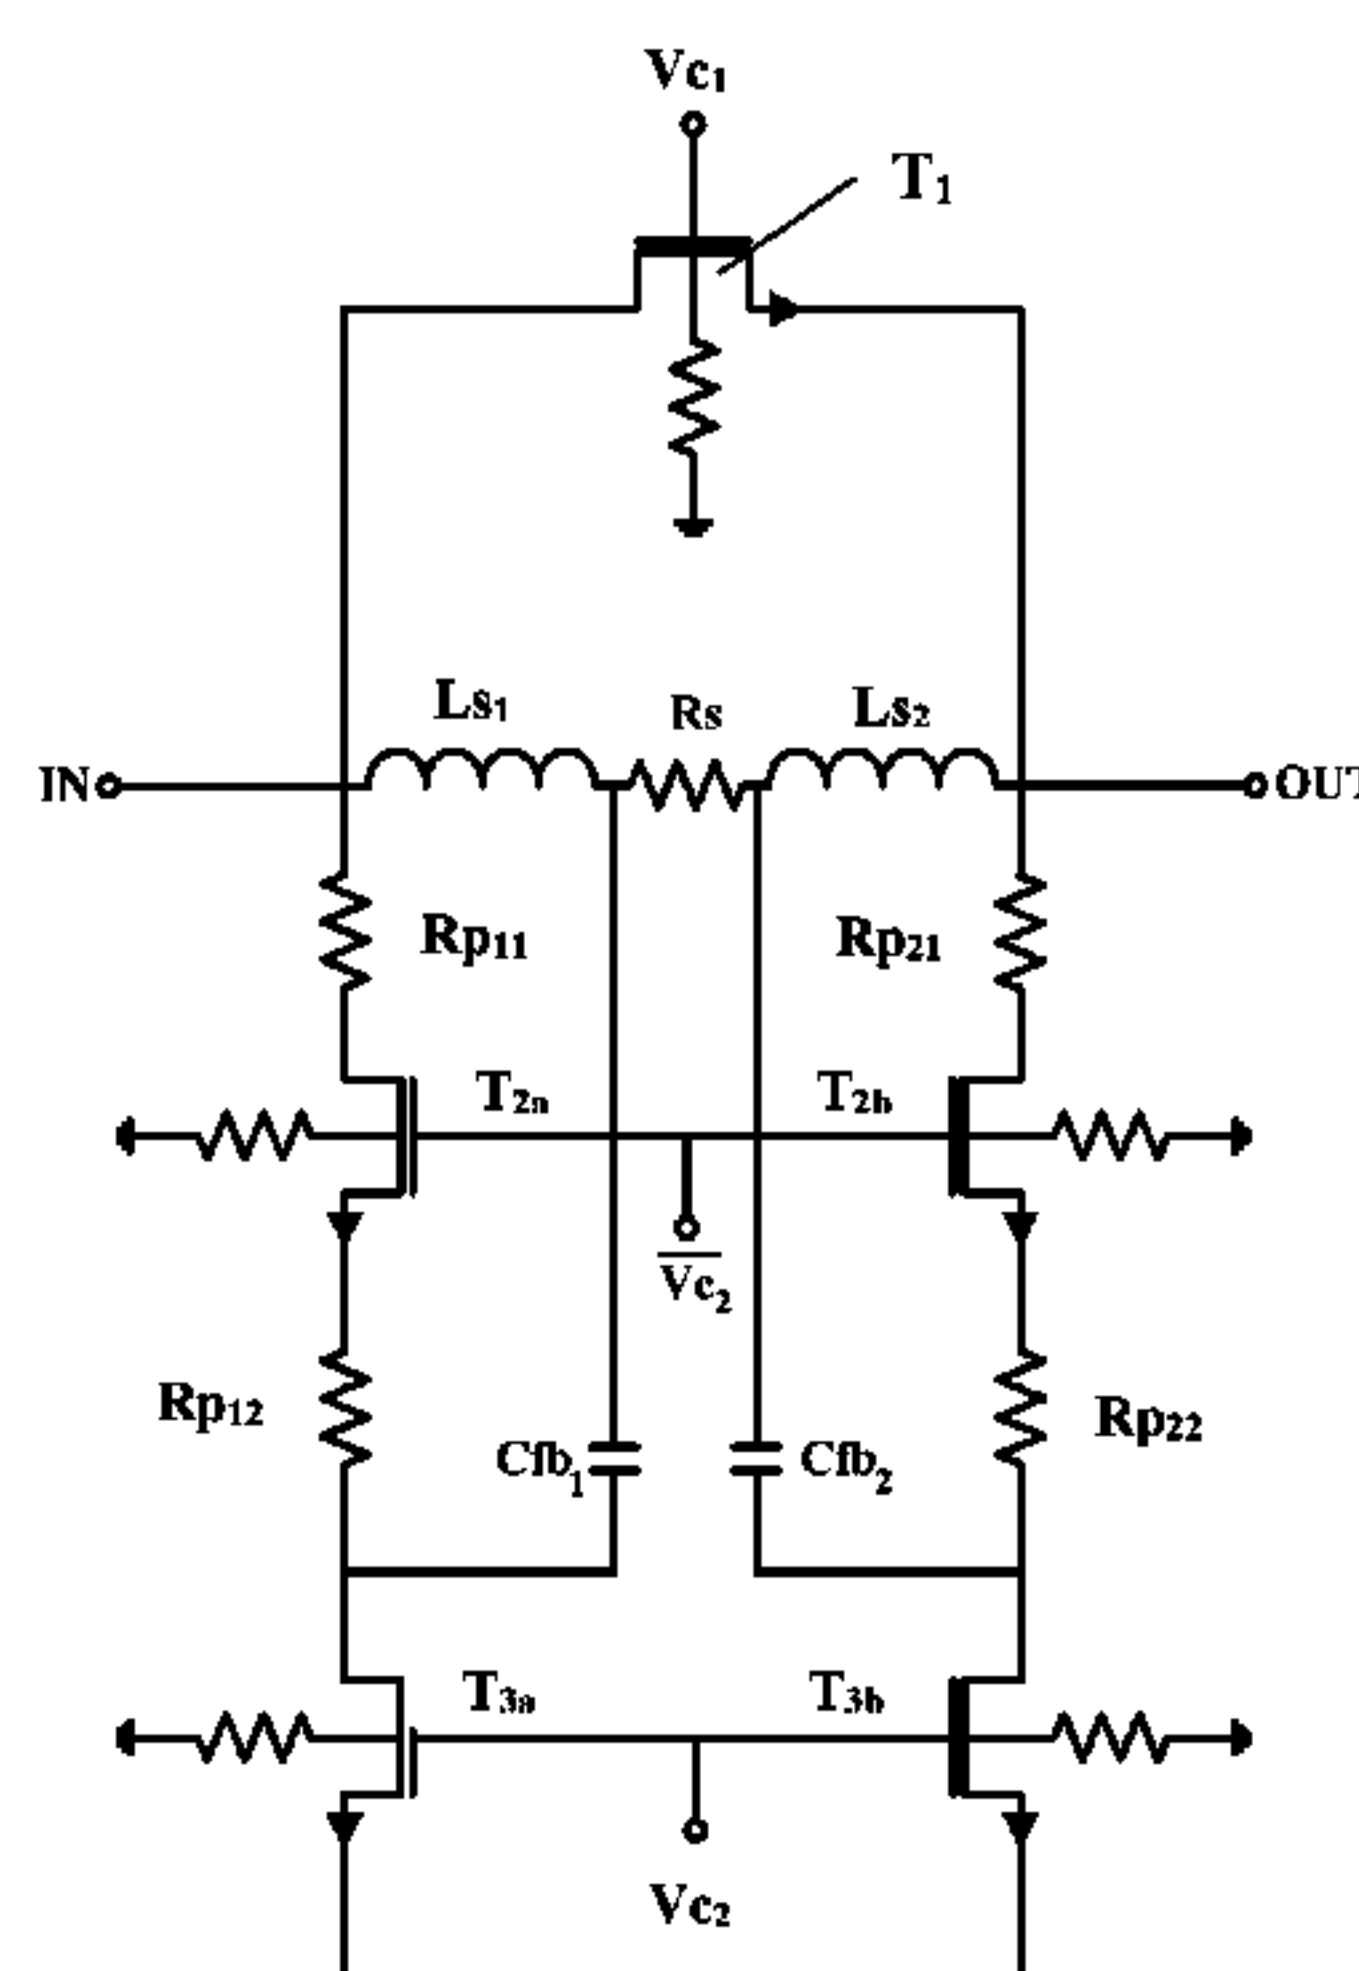 Vc1
T1
Ls1
Rs
Ls2
IN
OUT
Rp11
Rp21
T2a
T2b
Vc2
Rp12
Rp22
Cfb1
Cfb2
T3a
T3b
Vc2